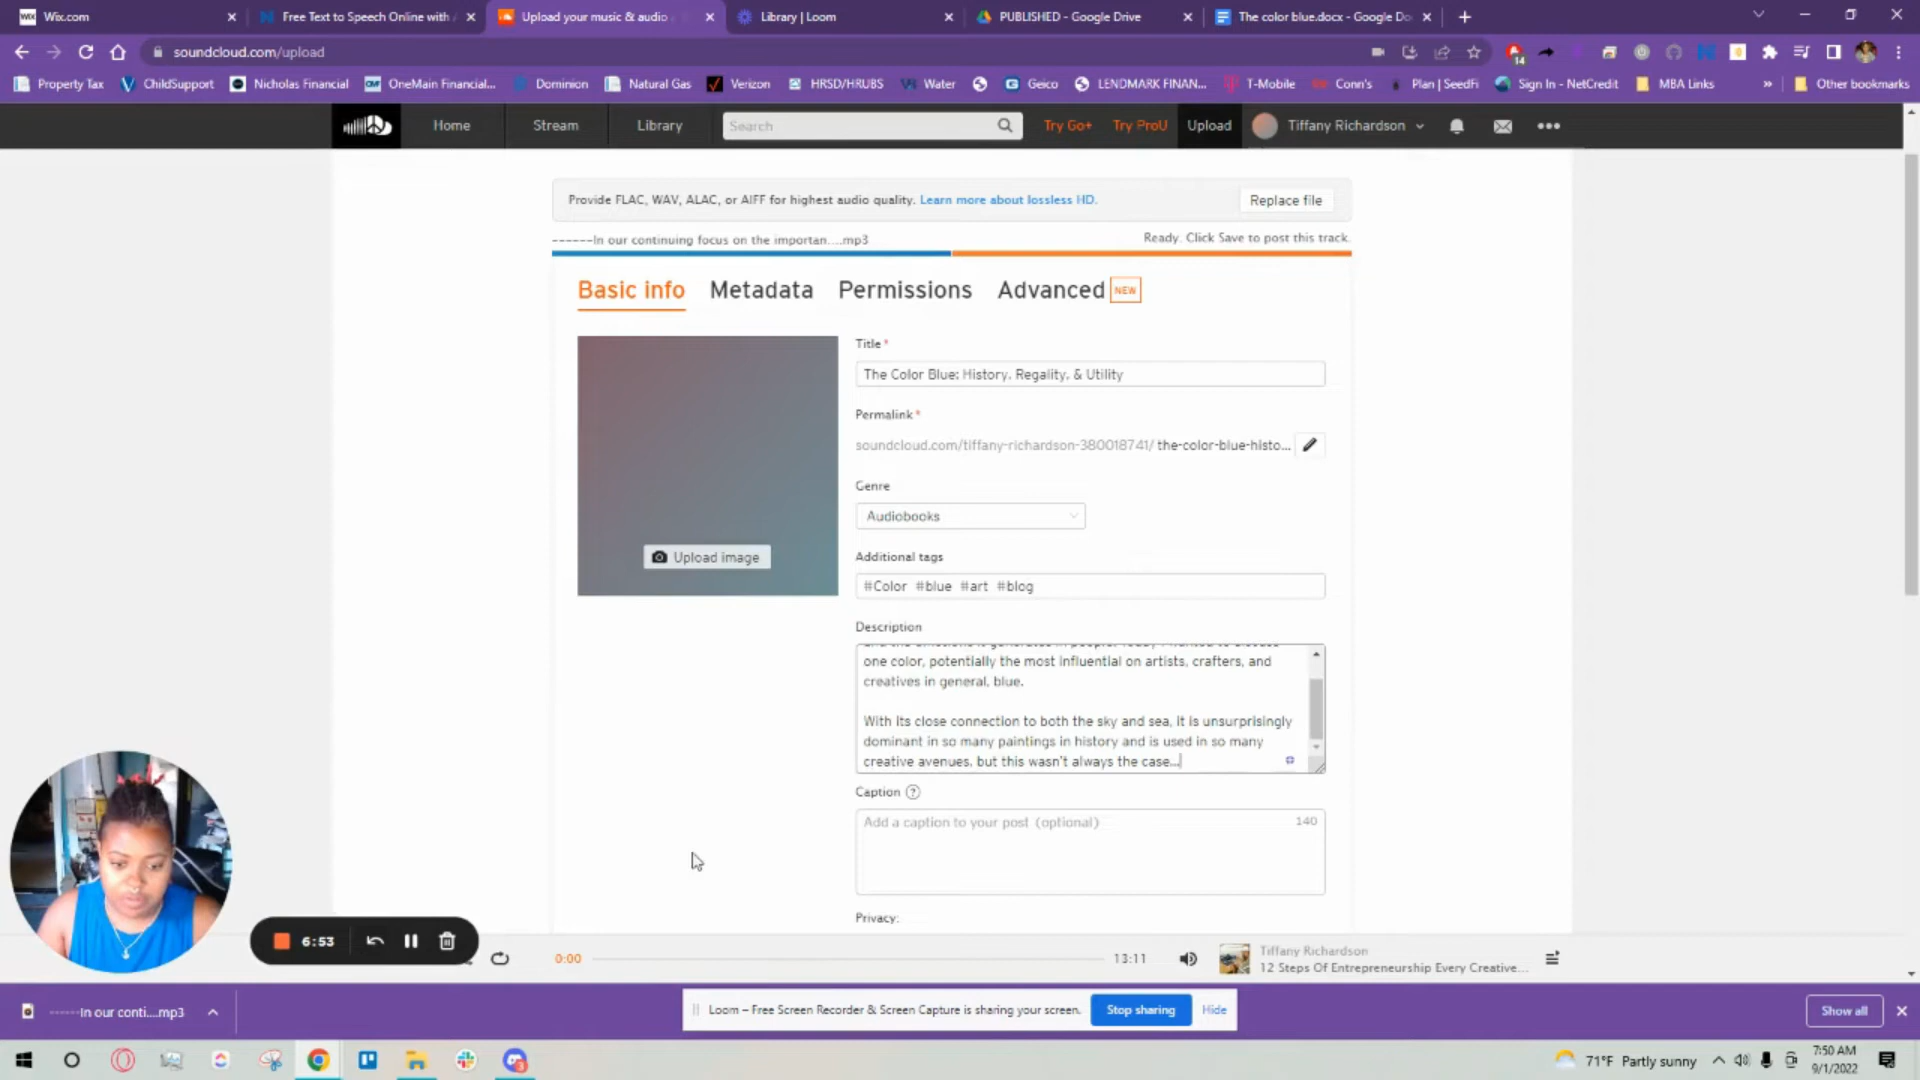 Wix.com
Free Text to Speech Online with
Upload your music & audio
Library | Loom
PUBLISHED - Google Drive
The color blue.docx - Google Do
soundcloud.com/upload
14
Property Tax
ChildSupport
Nicholas Financial
OneMain Financial...
Dominion
Natural Gas
Verizon
HRSD/HRUBS
Water
Geico
LENDMARK FINAN...
T-Mobile
Conn's
Plan | SeedFi
Sign In - NetCredit
MBA Links
»
Other bookmarks
Home
Stream
Library
Search
Try Go+
Try ProU
Upload
Tiffany Richardson
Provide FLAC, WAV, ALAC, or AIFF for highest audio quality. Learn more about lossless HD.
Replace file
------In our continuing focus on the importan....mp3
Ready. Click Save to post this track.
Basic info
Metadata
Permissions
Advanced
NEW
Title*
The Color Blue: History, Regality, & Utility
Permalink*
soundcloud.com/tiffany-richardson-380018741/ the-color-blue-histo...
Genre
Audiobooks
Upload image
Additional tags
#Color #blue #art #blog
Description
one color, potentially the most influential on artists, crafters, and
creatives in general, blue.
With its close connection to both the sky and sea, it is unsurprisingly
dominant in so many paintings in history and is used in so many
creative avenues, but this wasn't always the case...
Caption ?
Add a caption to your post (optional)
140
Privacy:
6:53
0:00
13:11
Tiffany Richardson
12 Steps Of Entrepreneurship Every Creative...
------In our conti....mp3
Loom – Free Screen Recorder & Screen Capture is sharing your screen.
Stop sharing
Hide
Show all
71°F Partly sunny
7:50 AM
9/1/2022